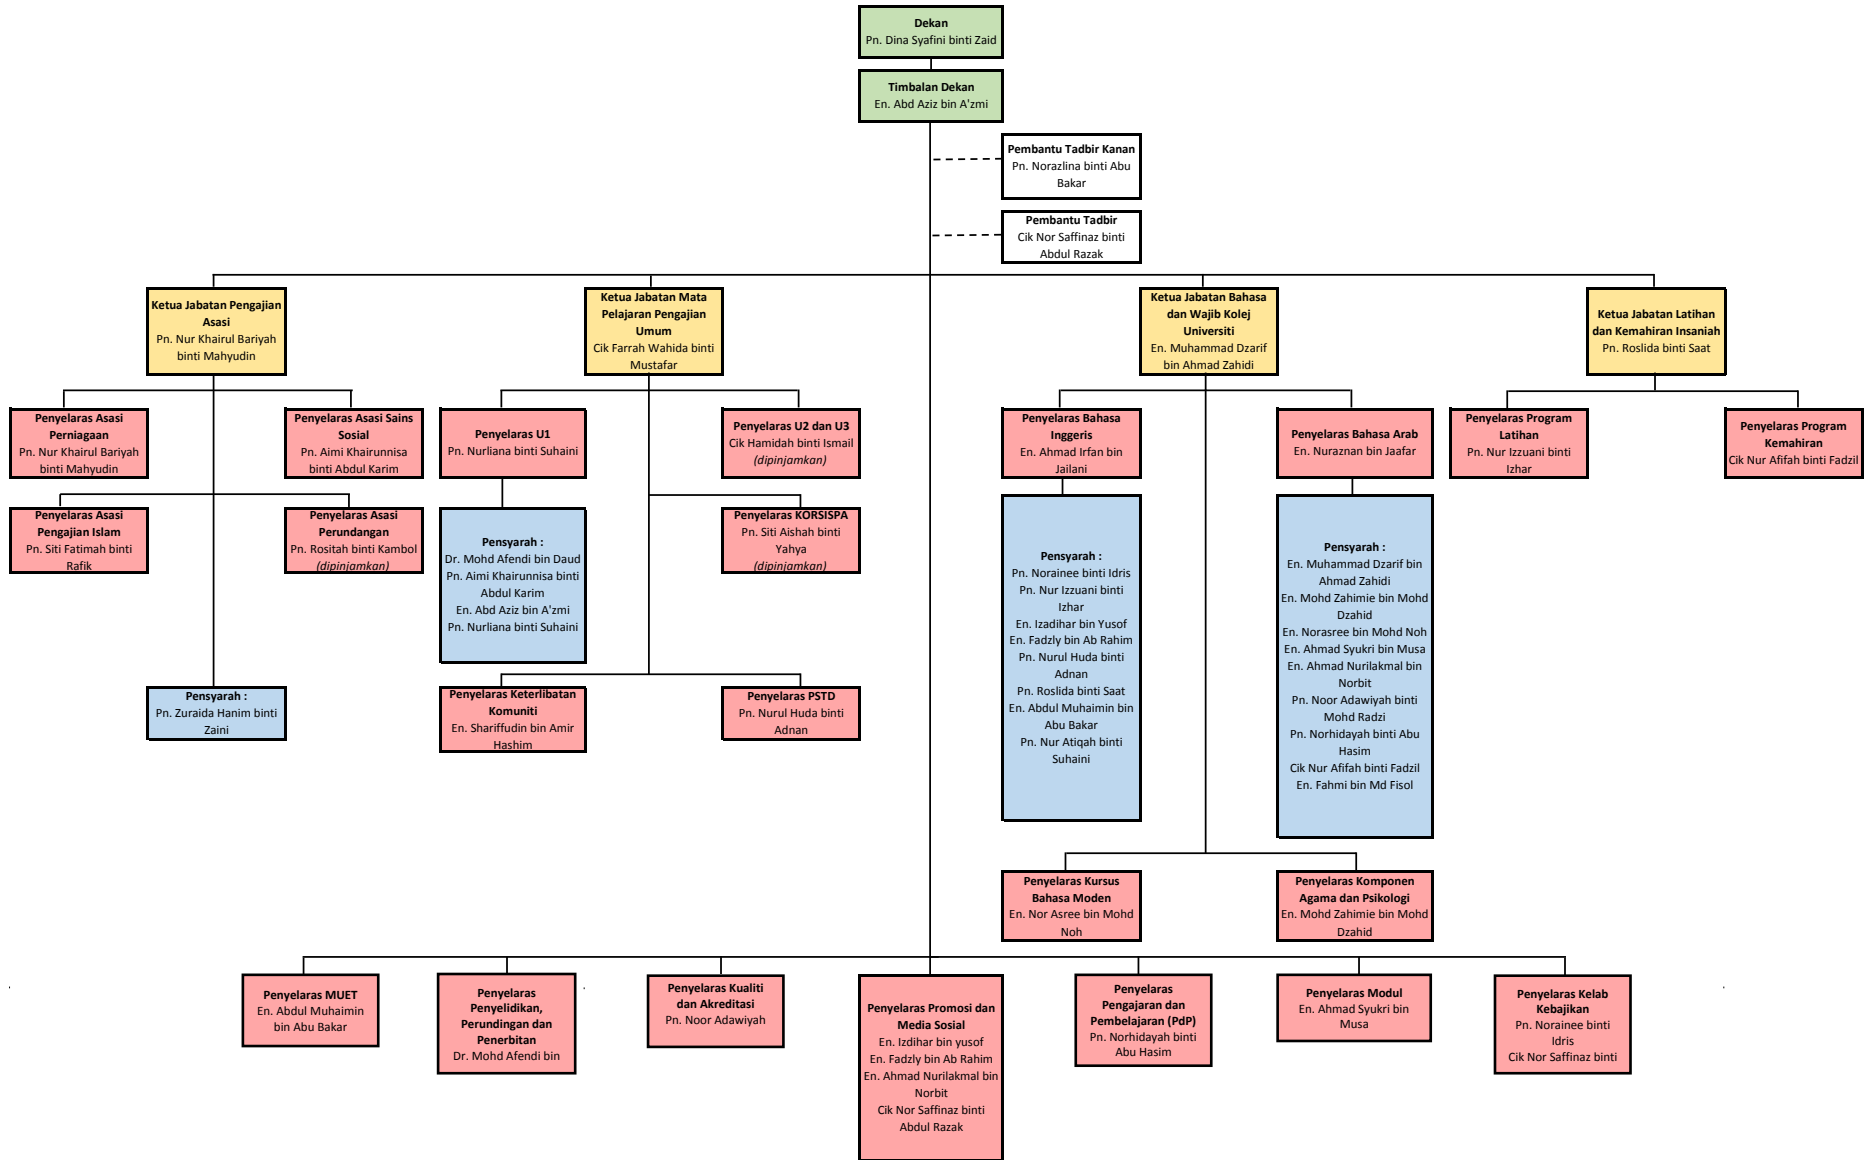 Dekan
Pn. Dina Syafini binti Zaid
Timbalan Dekan
En. Abd Aziz bin A'zmi
Pembantu Tadbir Kanan
Pn. Norazlina binti Abu
Bakar
Pembantu Tadbir
Cik Nor Saffinaz binti
Abdul Razak
Ketua Jabatan Pengajian
Asasi
Pn. Nur Khairul Bariyah
binti Mahyudin
Ketua Jabatan Mata
Pelajaran Pengajian
Umum
Cik Farrah Wahida binti
Mustafar
Ketua Jabatan Bahasa
dan Wajib Kolej
Universiti
En. Muhammad Dzarif
bin Ahmad Zahidi
Ketua Jabatan Latihan
dan Kemahiran Insaniah
Pn. Roslida binti Saat
Penyelaras Asasi
Perniagaan
Pn. Nur Khairul Bariyah
binti Mahyudin
Penyelaras Asasi Sains
Sosial
Pn. Aimi Khairunnisa
binti Abdul Karim
Penyelaras U1
Pn. Nurliana binti Suhaini
Penyelaras U2 dan U3
Cik Hamidah binti Ismail
(dipinjamkan)
Penyelaras Bahasa
Inggeris
En. Ahmad Irfan bin
Jailani
Penyelaras Bahasa Arab
En. Nuraznan bin Jaafar
Penyelaras Program
Latihan
Pn. Nur Izzuani binti
Izhar
Penyelaras Program
Kemahiran
Cik Nur Afifah binti Fadzil
Penyelaras Asasi
Pengajian Islam
Pn. Siti Fatimah binti
Rafik
Penyelaras Asasi
Perundangan
Pn. Rositah binti Kambol
(dipinjamkan)
Pensyarah :
Dr. Mohd Afendi bin Daud
Pn. Aimi Khairunnisa binti
Abdul Karim
En. Abd Aziz bin A'zmi
Pn. Nurliana binti Suhaini
Penyelaras KORSISPA
Pn. Siti Aishah binti
Yahya
(dipinjamkan)
Pensyarah :
Pn. Norainee binti Idris
Pn. Nur Izzuani binti
Izhar
En. Izadihar bin Yusof
En. Fadzly bin Ab Rahim
Pn. Nurul Huda binti
Adnan
Pn. Roslida binti Saat
En. Abdul Muhaimin bin
Abu Bakar
Pn. Nur Atiqah binti
Suhaini
Pensyarah :
En. Muhammad Dzarif bin
Ahmad Zahidi
En. Mohd Zahimie bin Mohd
Dzahid
En. Norasree bin Mohd Noh
En. Ahmad Syukri bin Musa
En. Ahmad Nurilakmal bin
Norbit
Pn. Noor Adawiyah binti
Mohd Radzi
Pn. Norhidayah binti Abu
Hasim
Cik Nur Afifah binti Fadzil
En. Fahmi bin Md Fisol
Pensyarah :
Pn. Zuraida Hanim binti
Zaini
Penyelaras Keterlibatan
Komuniti
En. Shariffudin bin Amir
Hashim
Penyelaras PSTD
Pn. Nurul Huda binti
Adnan
Penyelaras Kursus
Bahasa Moden
En. Nor Asree bin Mohd
Noh
Penyelaras Komponen
Agama dan Psikologi
En. Mohd Zahimie bin Mohd
Dzahid
Penyelaras MUET
En. Abdul Muhaimin
bin Abu Bakar
Penyelaras
Penyelidikan,
Perundingan dan
Penerbitan
Dr. Mohd Afendi bin
Penyelaras Kualiti
dan Akreditasi
Pn. Noor Adawiyah
Penyelaras Promosi dan
Media Sosial
En. Izdihar bin yusof
En. Fadzly bin Ab Rahim
En. Ahmad Nurilakmal bin
Norbit
Cik Nor Saffinaz binti
Abdul Razak
Penyelaras
Pengajaran dan
Pembelajaran (PdP)
Pn. Norhidayah binti
Abu Hasim
Penyelaras Modul
En. Ahmad Syukri bin
Musa
Penyelaras Kelab
Kebajikan
Pn. Norainee binti
Idris
Cik Nor Saffinaz binti